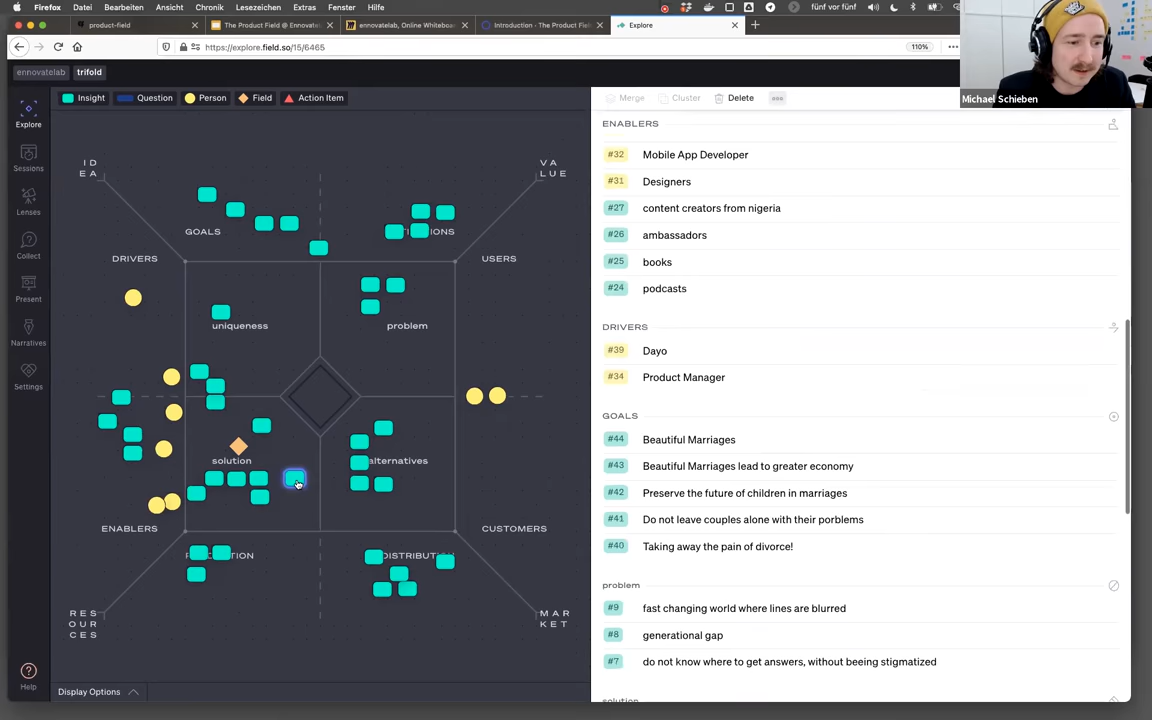 Firefox Datei Bearbeiten Ansicht Chronik Lesezeichen Extras Fenster Hilfe
fünf vor fünf
product-field
The Product Field @ Ennovatel
ennovatelab, Online Whiteboa
Introduction - The Product Fiel
Explore
https://explore.field.so/15/6465
110%
ennovatelab trifold
Michael Schieben
Insight Question Person Field Action Item
Merge Cluster Delete
Explore
Sessions
Lenses
Collect
Present
Narratives
Settings
Help
ID
EA
VA
LUE
GOALS
IONS
DRIVERS
USERS
uniqueness
problem
solution
alternatives
ENABLERS
CUSTOMERS
TION
DISTRIBUT
RES
OUR
CES
MAR
KET
Display Options
ENABLERS
#32 Mobile App Developer
#31 Designers
#27 content creators from nigeria
#26 ambassadors
#25 books
#24 podcasts
DRIVERS
#39 Dayo
#34 Product Manager
GOALS
#44 Beautiful Marriages
#43 Beautiful Marriages lead to greater economy
#42 Preserve the future of children in marriages
#41 Do not leave couples alone with their porblems
#40 Taking away the pain of divorce!
problem
#9 fast changing world where lines are blurred
#8 generational gap
#7 do not know where to get answers, without beeing stigmatized
solution